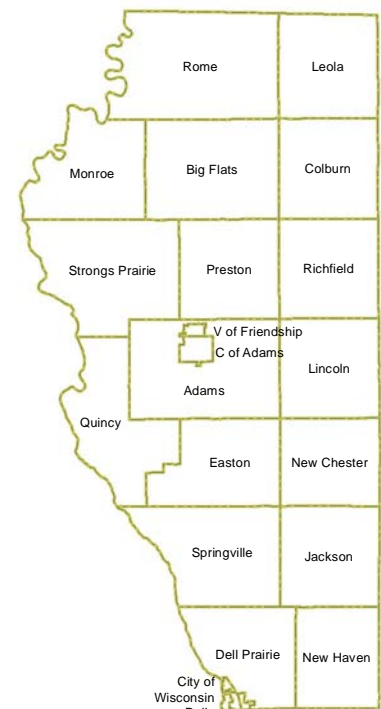 Rome
Leola
Monroe
Big Flats
Colburn
Strongs Prairie
Preston
Richfield
V of Friendship
C of Adams
Lincoln
Adams
Quincy
Easton
New Chester
Springville
Jackson
Dell Prairie
New Haven
City of
Wisconsin